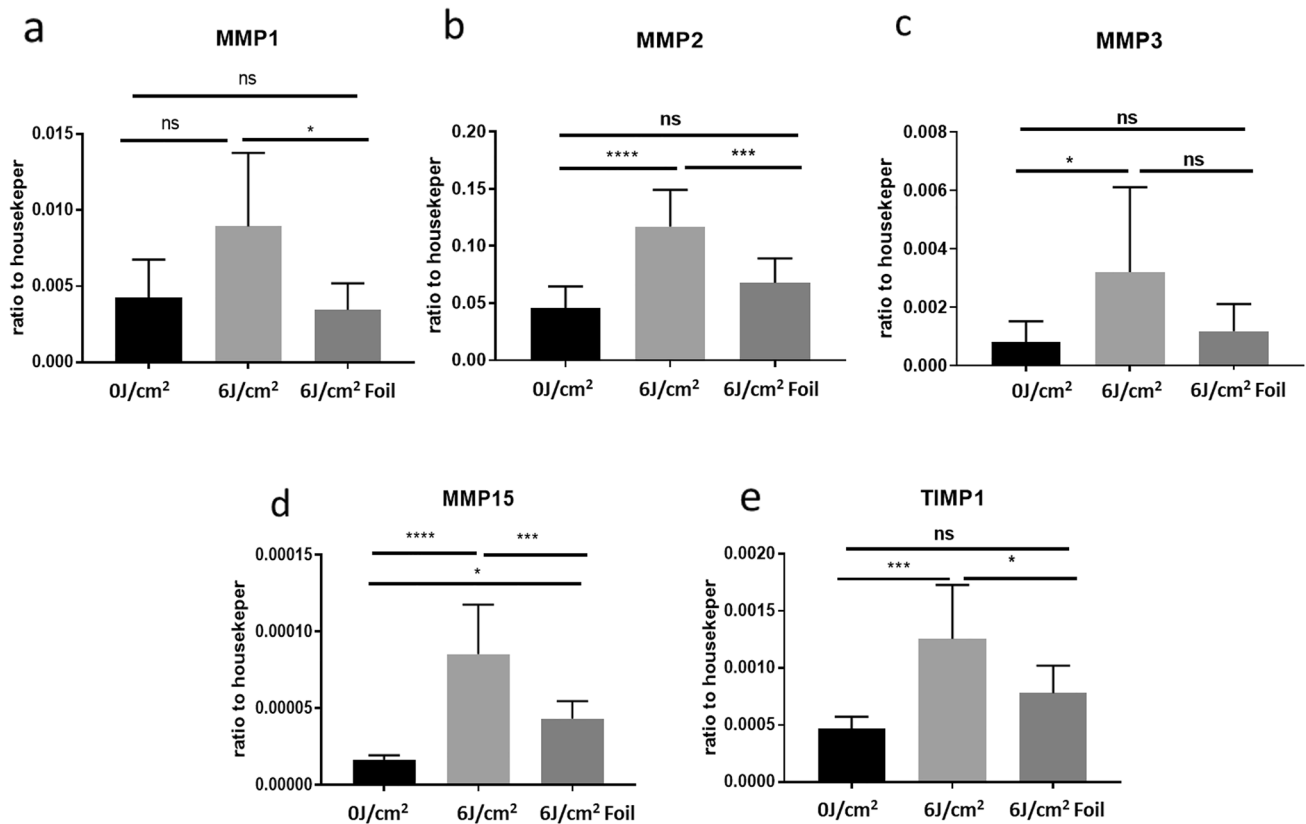 a
MMP1
ns
ns
*
ratio to housekeper
0.015
0.010
0.005
0.000
0J/cm²
6J/cm²
6J/cm² Foil
b
MMP2
ns
****
***
ratio to housekeper
0.20
0.15
0.10
0.05
0.00
0J/cm²
6J/cm²
6J/cm² Foil
c
MMP3
ns
*
ns
ratio to housekeper
0.008
0.006
0.004
0.002
0.000
0J/cm²
6J/cm²
6J/cm² Foil
d
MMP15
****
***
*
ratio to housekeper
0.00015
0.00010
0.00005
0.00000
0J/cm²
6J/cm²
6J/cm² Foil
e
TIMP1
ns
***
*
ratio to housekeper
0.0020
0.0015
0.0010
0.0005
0.0000
0J/cm²
6J/cm²
6J/cm² Foil